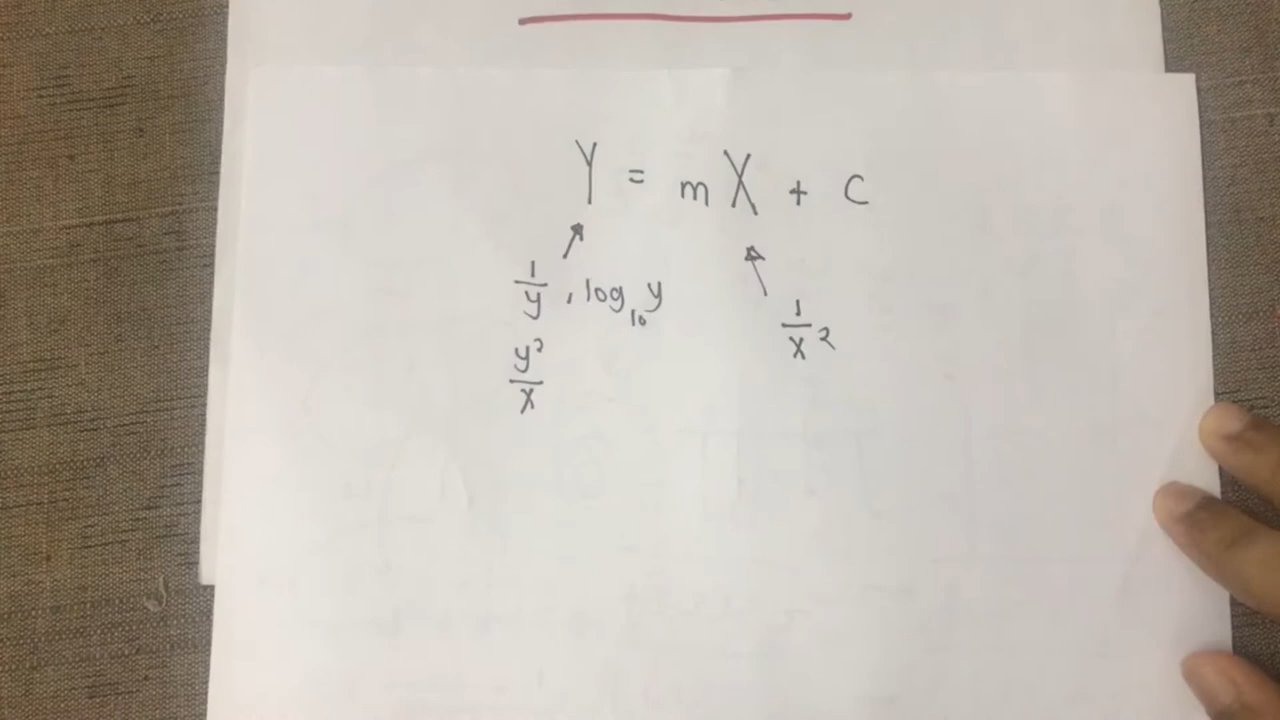 Y = mX + C
1/y , log₁₀ y
1/x²
y²/x